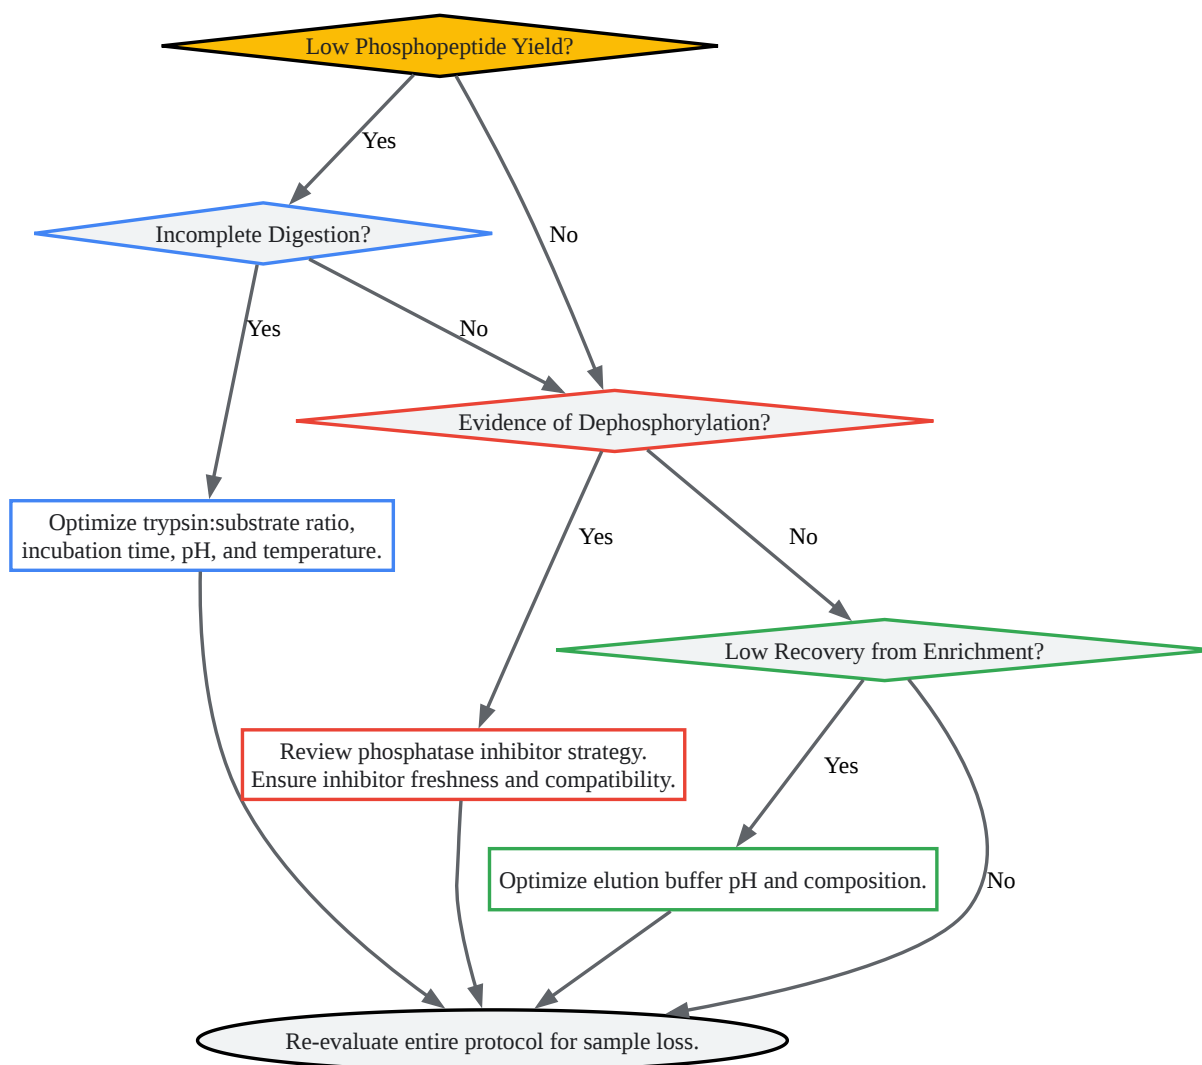 Low Phosphopeptide Yield?
Yes
Incomplete Digestion?
No
Yes
No
Evidence of Dephosphorylation?
Optimize trypsin:substrate ratio,
incubation time, pH, and temperature.
Yes
No
Low Recovery from Enrichment?
Review phosphatase inhibitor strategy.
Ensure inhibitor freshness and compatibility.
Yes
Optimize elution buffer pH and composition.
No
Re-evaluate entire protocol for sample loss.